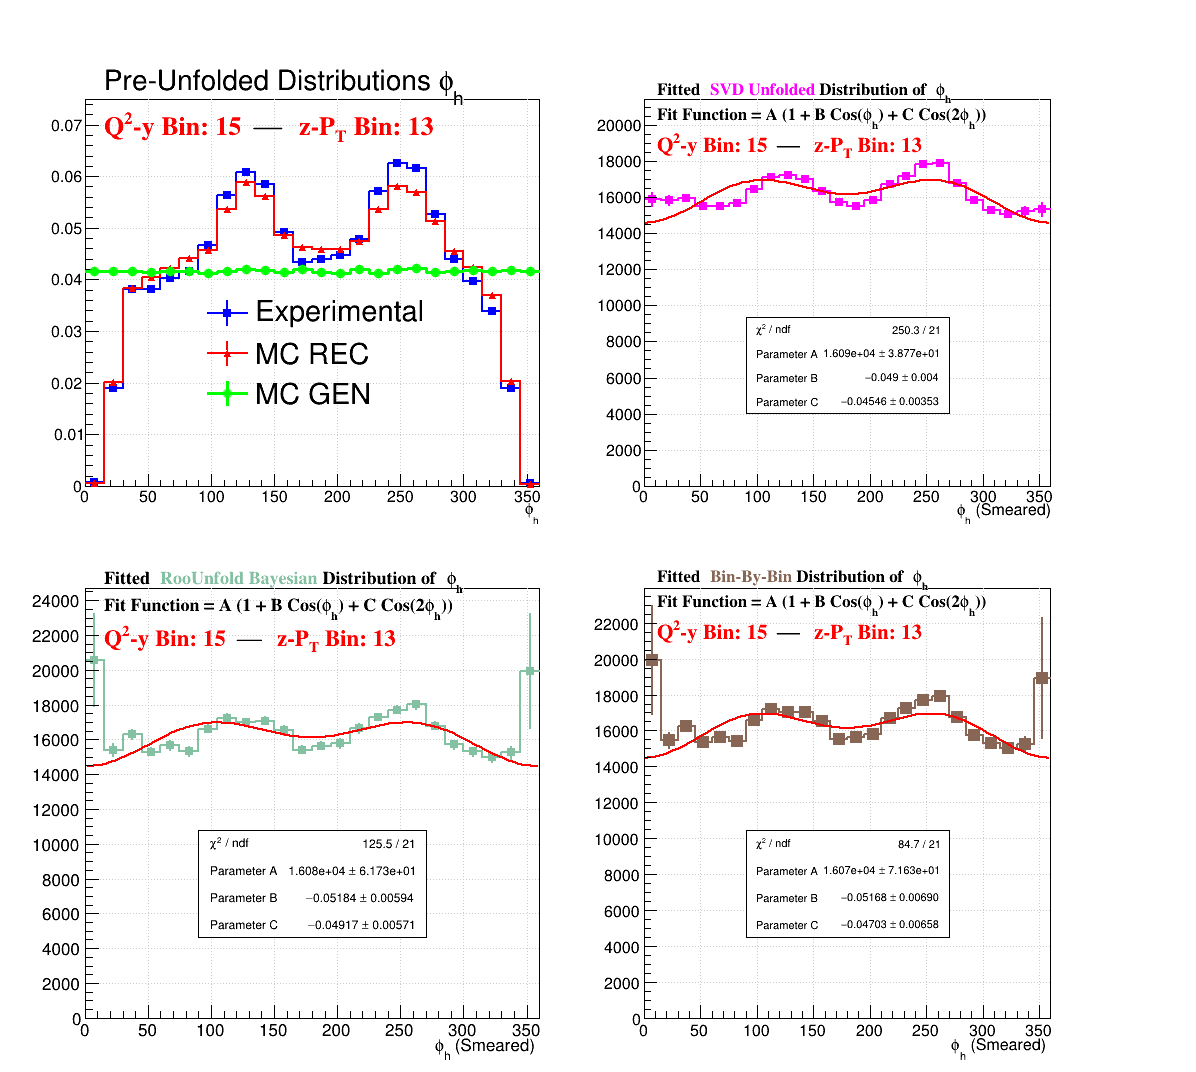 Pre-Unfolded Distributions ϕh
Q²-y Bin: 15 — z-PT Bin: 13
0.07
0.06
0.05
0.04
0.03
0.02
0.01
0
Experimental
MC REC
MC GEN
0 50 100 150 200 250 300 350
ϕh
Fitted SVD Unfolded Distribution of ϕh
Fit Function = A (1 + B Cos(ϕh) + C Cos(2ϕh))
Q²-y Bin: 15 — z-PT Bin: 13
20000
18000
16000
14000
12000
10000
8000
6000
4000
2000
0
χ² / ndf 250.3 / 21
Parameter A 1.609e+04 ± 3.877e+01
Parameter B −0.049 ± 0.004
Parameter C −0.04546 ± 0.00353
0 50 100 150 200 250 300 350
ϕh (Smeared)
Fitted RooUnfold Bayesian Distribution of ϕh
Fit Function = A (1 + B Cos(ϕh) + C Cos(2ϕh))
Q²-y Bin: 15 — z-PT Bin: 13
24000
22000
20000
18000
16000
14000
12000
10000
8000
6000
4000
2000
0
χ² / ndf 125.5 / 21
Parameter A 1.608e+04 ± 6.173e+01
Parameter B −0.05184 ± 0.00594
Parameter C −0.04917 ± 0.00571
0 50 100 150 200 250 300 350
ϕh (Smeared)
Fitted Bin-By-Bin Distribution of ϕh
Fit Function = A (1 + B Cos(ϕh) + C Cos(2ϕh))
Q²-y Bin: 15 — z-PT Bin: 13
22000
20000
18000
16000
14000
12000
10000
8000
6000
4000
2000
0
χ² / ndf 84.7 / 21
Parameter A 1.607e+04 ± 7.163e+01
Parameter B −0.05168 ± 0.00690
Parameter C −0.04703 ± 0.00658
0 50 100 150 200 250 300 350
ϕh (Smeared)